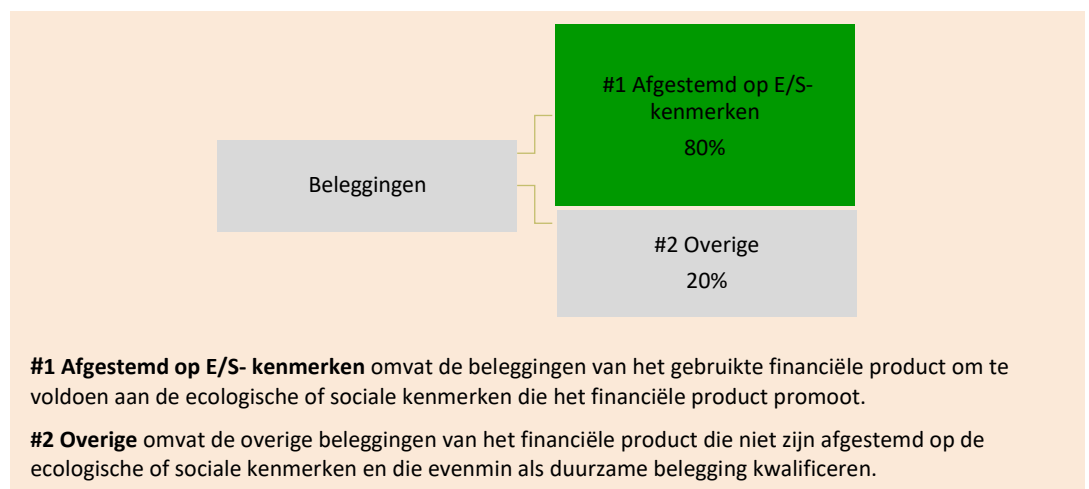 #1 Afgestemd op E/S-
kenmerken
80%
Beleggingen
#2 Overige
20%
#1 Afgestemd op E/S- kenmerken omvat de beleggingen van het gebruikte financiële product om te
voldoen aan de ecologische of sociale kenmerken die het financiële product promoot.
#2 Overige omvat de overige beleggingen van het financiële product die niet zijn afgestemd op de
ecologische of sociale kenmerken en die evenmin als duurzame belegging kwalificeren.